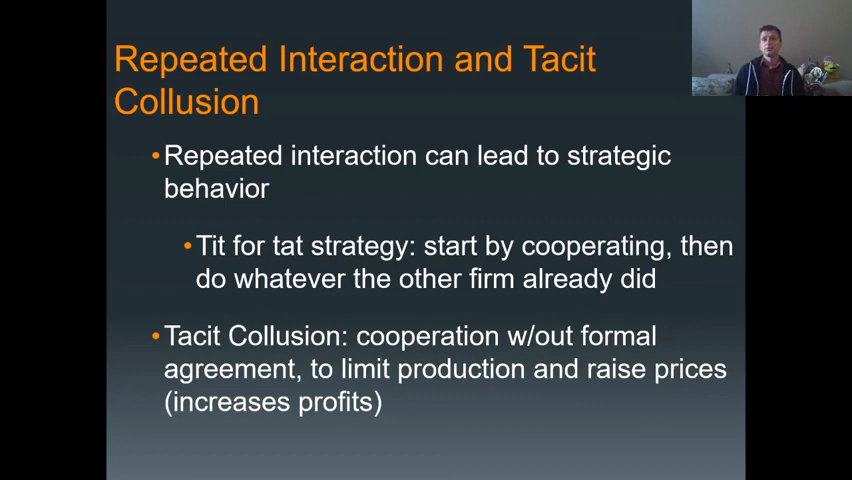 Repeated Interaction and Tacit
Collusion
•Repeated interaction can lead to strategic
behavior
•Tit for tat strategy: start by cooperating, then
do whatever the other firm already did
•Tacit Collusion: cooperation w/out formal
agreement, to limit production and raise prices
(increases profits)